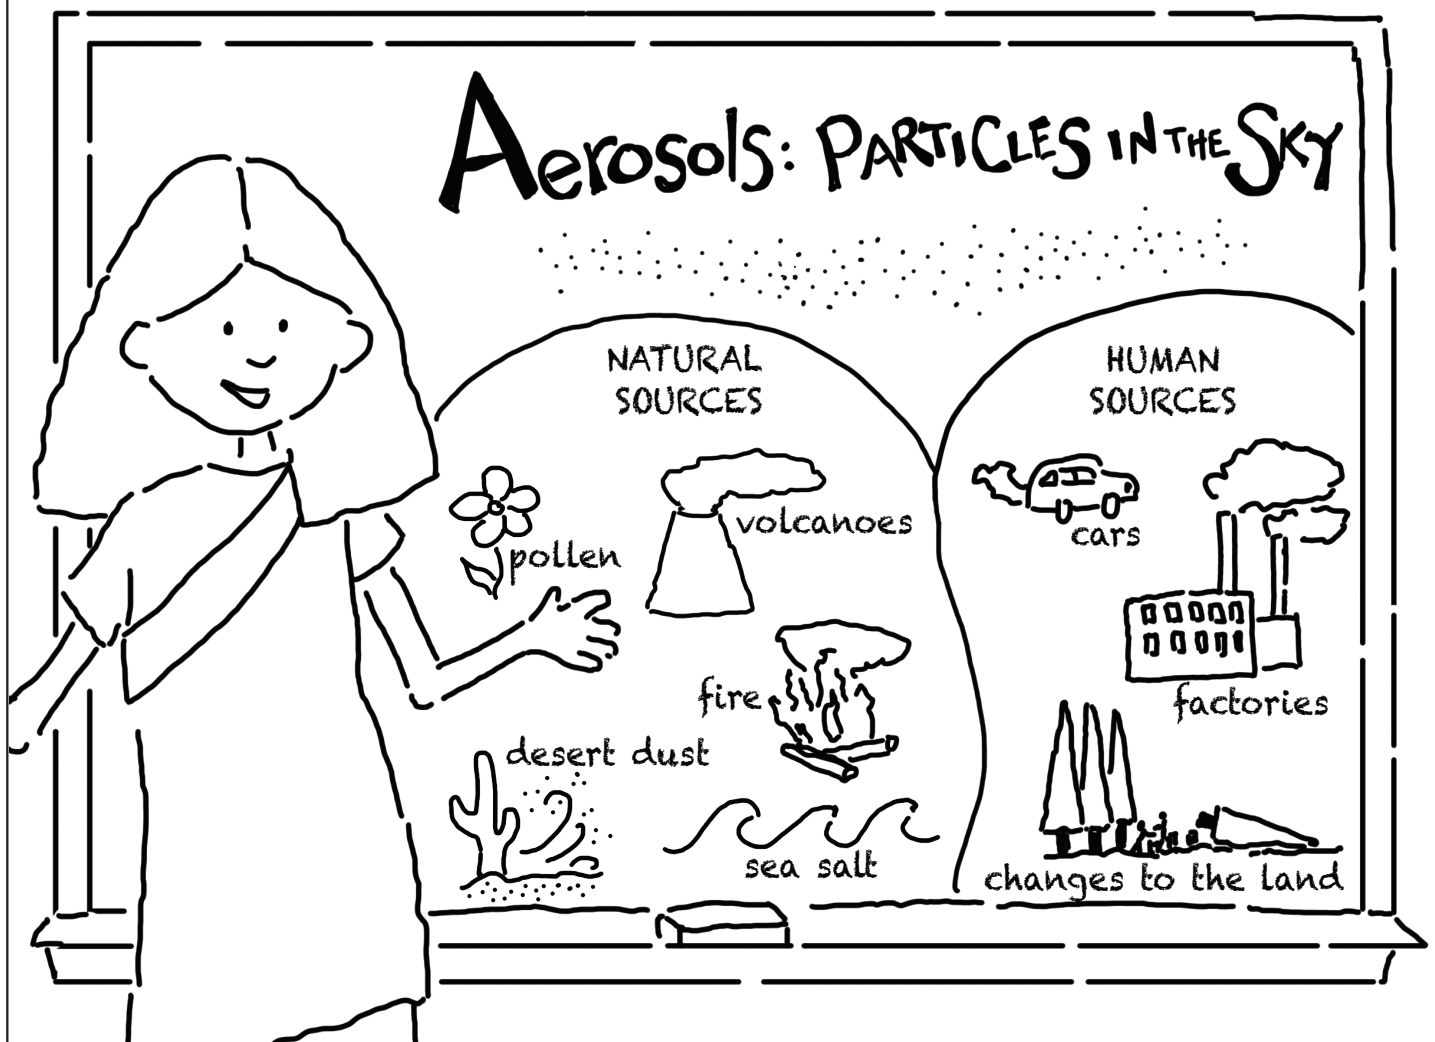 Aerosols: PARTICLES IN THE SKY
NATURAL
SOURCES
pollen
volcanoes
fire
desert dust
sea salt
HUMAN
SOURCES
cars
factories
changes to the land